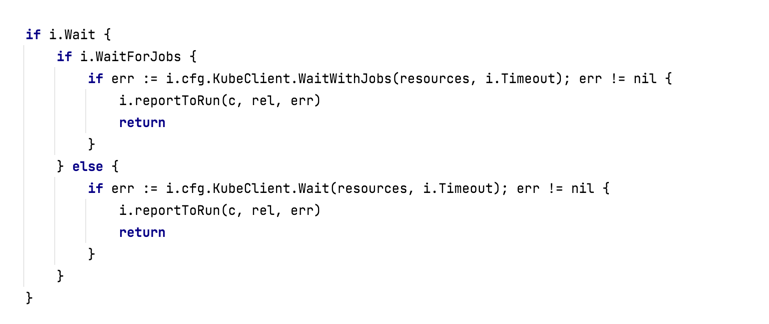 if i.Wait {
    if i.WaitForJobs {
        if err := i.cfg.KubeClient.WaitWithJobs(resources, i.Timeout); err != nil {
            i.reportToRun(c, rel, err)
            return
        }
    } else {
        if err := i.cfg.KubeClient.Wait(resources, i.Timeout); err != nil {
            i.reportToRun(c, rel, err)
            return
        }
    }
}